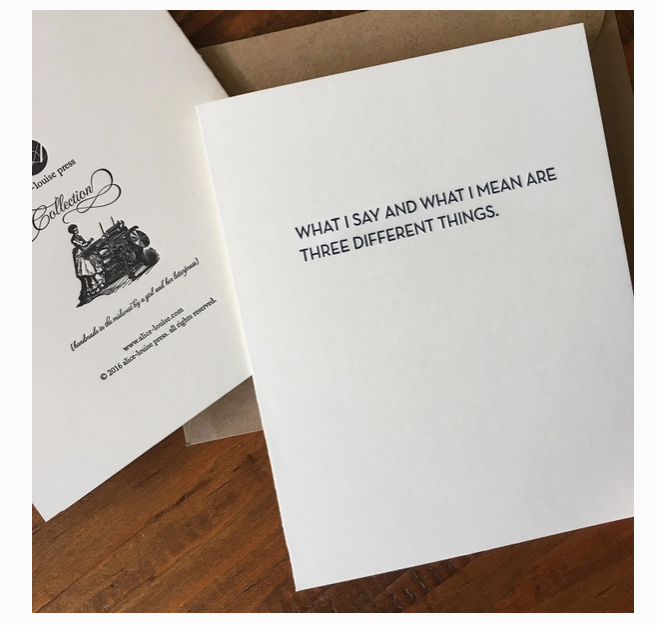 -louise press
Collection
{handmade in the midwest by a girl and her letterpress}
www.alice-louise.com
© 2016 alice-louise press. all rights reserved.
WHAT I SAY AND WHAT I MEAN ARE
THREE DIFFERENT THINGS.